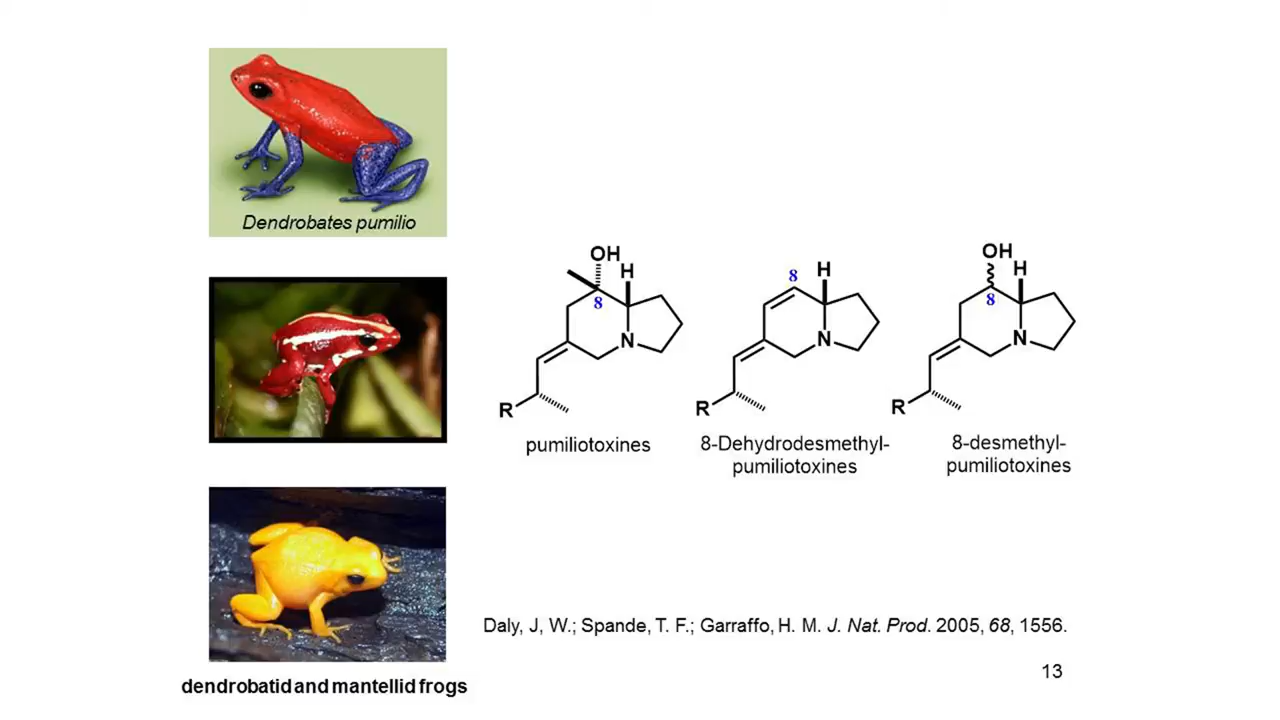 Dendrobates pumilio
OH
H
8
N
R
pumiliotoxines
8
H
N
R
8-Dehydrodesmethyl-
pumiliotoxines
OH
H
8
N
R
8-desmethyl-
pumiliotoxines
Daly, J, W.; Spande, T. F.; Garraffo, H. M. J. Nat. Prod. 2005, 68, 1556.
13
dendrobatid and mantellid frogs